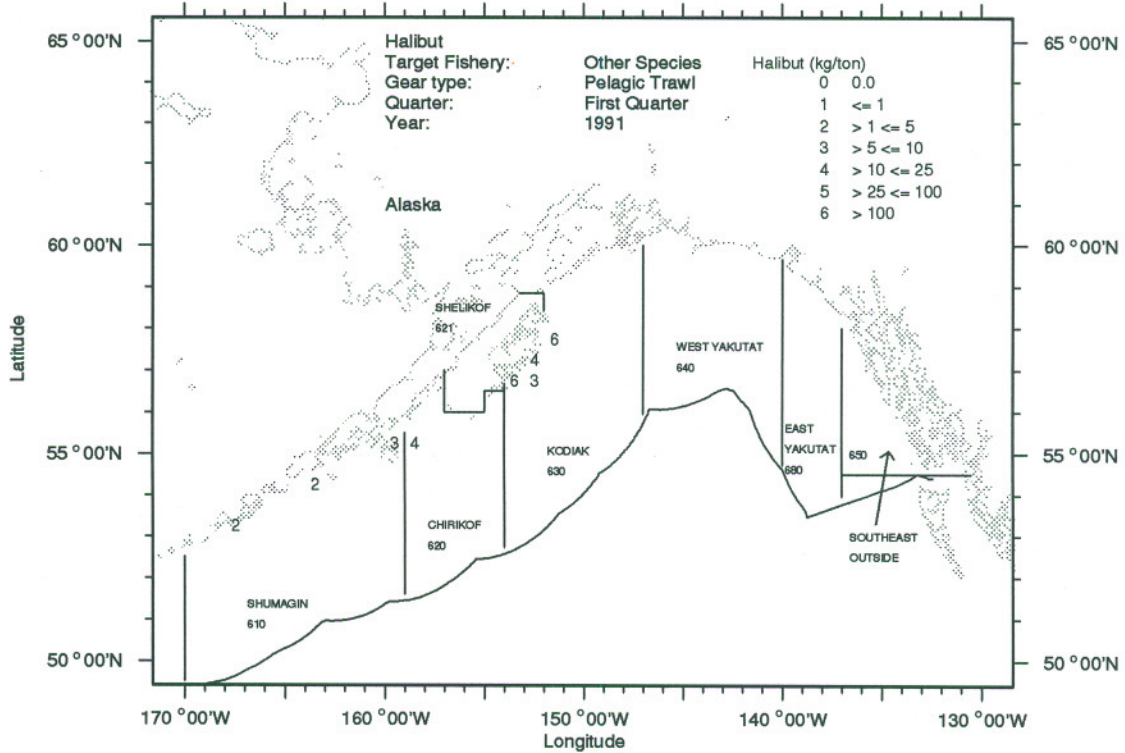 65 °00'N
65 °00'N
Halibut
Target Fishery: Other Species
Gear type: Pelagic Trawl
Quarter: First Quarter
Year: 1991
Halibut (kg/ton)
0 0.0
1 <= 1
2 > 1 <= 5
3 > 5 <= 10
4 > 10 <= 25
5 > 25 <= 100
6 > 100
Alaska
60 °00'N
60 °00'N
SHELIKOF
621
6
4
6 3
WEST YAKUTAT
640
Latitude
3 4
55 °00'N
55 °00'N
KODIAK
630
EAST
YAKUTAT
680
650
2
2
CHIRIKOF
620
SOUTHEAST
OUTSIDE
SHUMAGIN
610
50 °00'N
50 °00'N
170 °00'W
160 °00'W
150 °00'W
140 °00'W
130 °00'W
Longitude